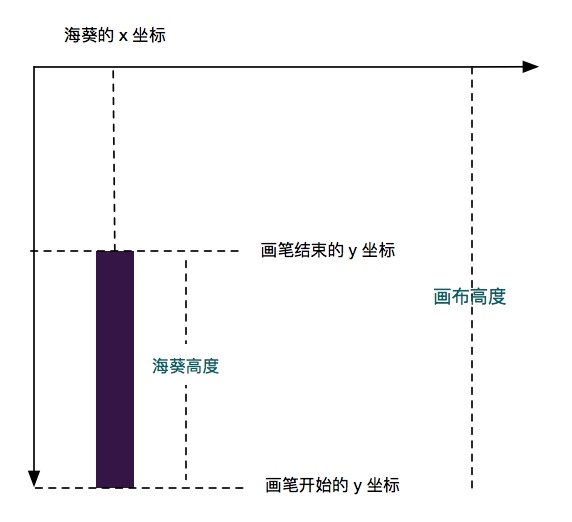 海葵的 x 坐标
画笔结束的 y 坐标
画布高度
海葵高度
画笔开始的 y 坐标